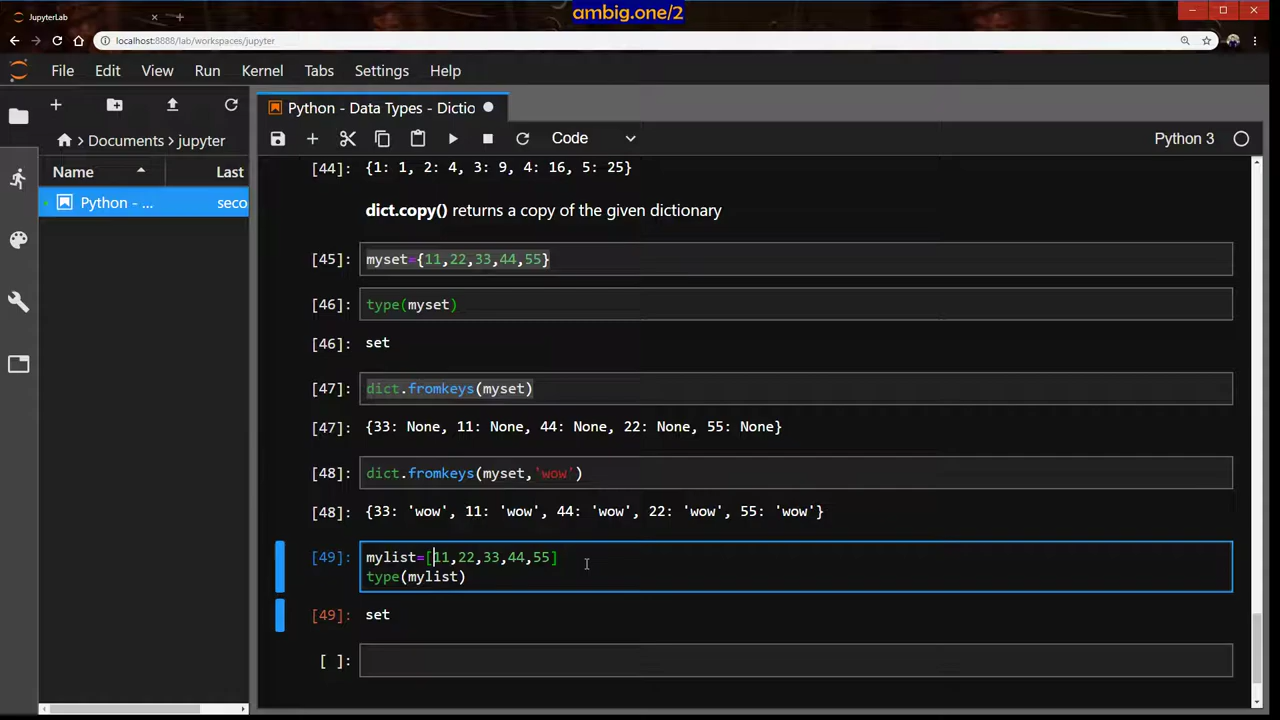 ambig.one/2
JupyterLab
localhost:8888/lab/workspaces/jupyter
File Edit View Run Kernel Tabs Settings Help
Documents jupyter
Name Last
Python - ... seco
Python - Data Types - Dictio
Code
Python 3
[44]: {1: 1, 2: 4, 3: 9, 4: 16, 5: 25}
dict.copy() returns a copy of the given dictionary
[45]: myset={11,22,33,44,55}
[46]: type(myset)
[46]: set
[47]: dict.fromkeys(myset)
[47]: {33: None, 11: None, 44: None, 22: None, 55: None}
[48]: dict.fromkeys(myset,'wow')
[48]: {33: 'wow', 11: 'wow', 44: 'wow', 22: 'wow', 55: 'wow'}
[49]: mylist=[11,22,33,44,55]
type(mylist)
[49]: set
[ ]: